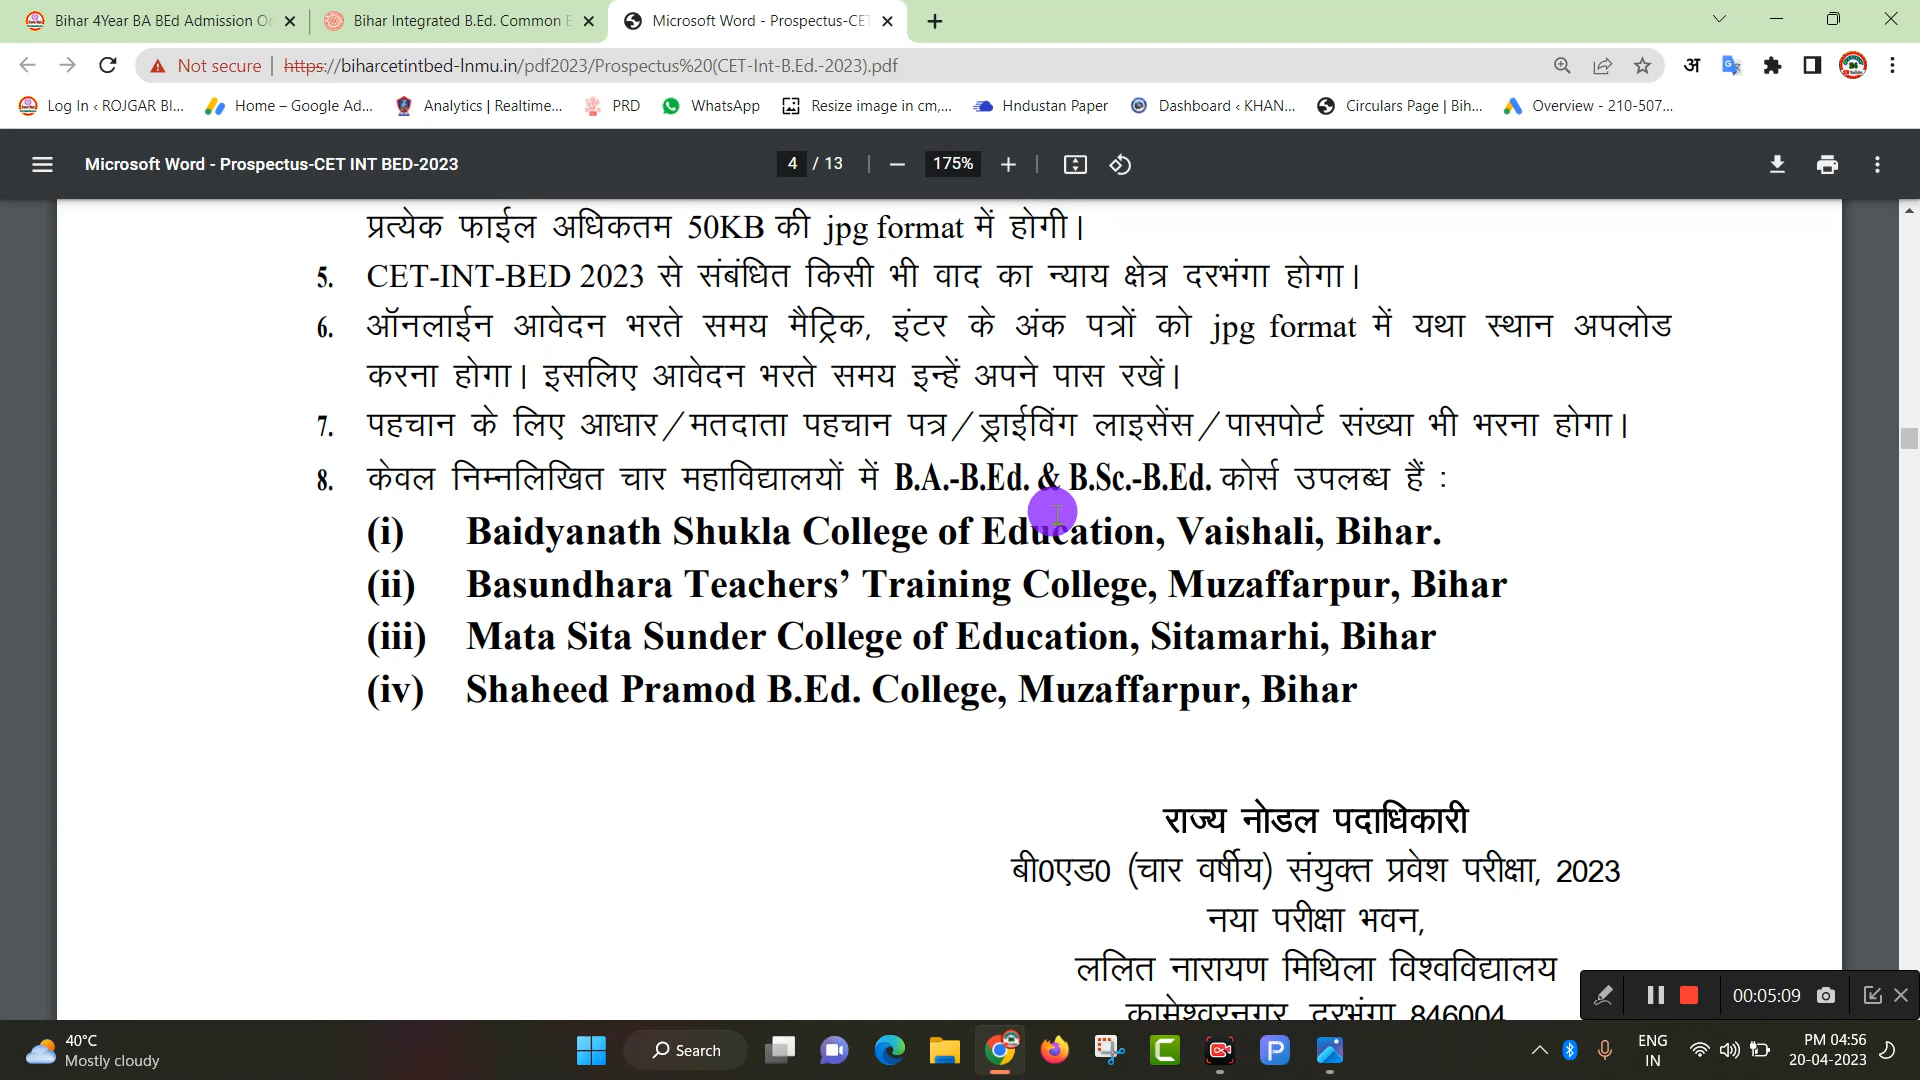 Bihar 4Year BA BEd Admission On
Bihar Integrated B.Ed. Common E
Microsoft Word - Prospectus-CET
Not secure
https://biharcetintbed-lnmu.in/pdf2023/Prospectus%20(CET-Int-B.Ed.-2023).pdf
अ
Log In ‹ ROJGAR BI...
Home – Google Ad...
Analytics | Realtime...
PRD
WhatsApp
Resize image in cm,...
Hndustan Paper
Dashboard ‹ KHAN...
Circulars Page | Bih...
Overview - 210-507...
Microsoft Word - Prospectus-CET INT BED-2023
4 / 13
175%
प्रत्येक फाईल अधिकतम 50KB की jpg format में होगी।
5. CET-INT-BED 2023 से संबंधित किसी भी वाद का न्याय क्षेत्र दरभंगा होगा।
6. ऑनलाईन आवेदन भरते समय मैट्रिक, इंटर के अंक पत्रों को jpg format में यथा स्थान अपलोड
करना होगा। इसलिए आवेदन भरते समय इन्हें अपने पास रखें।
7. पहचान के लिए आधार/मतदाता पहचान पत्र/ड्राईविंग लाइसेंस/पासपोर्ट संख्या भी भरना होगा।
8. केवल निम्नलिखित चार महाविद्यालयों में B.A.-B.Ed. & B.Sc.-B.Ed. कोर्स उपलब्ध हैं :
(i) Baidyanath Shukla College of Education, Vaishali, Bihar.
(ii) Basundhara Teachers’ Training College, Muzaffarpur, Bihar
(iii) Mata Sita Sunder College of Education, Sitamarhi, Bihar
(iv) Shaheed Pramod B.Ed. College, Muzaffarpur, Bihar
राज्य नोडल पदाधिकारी
बी0एड0 (चार वर्षीय) संयुक्त प्रवेश परीक्षा, 2023
नया परीक्षा भवन,
ललित नारायण मिथिला विश्वविद्यालय
कामेश्वरनगर, दरभंगा 846004
00:05:09
40°C
Mostly cloudy
Search
ENG
IN
PM 04:56
20-04-2023